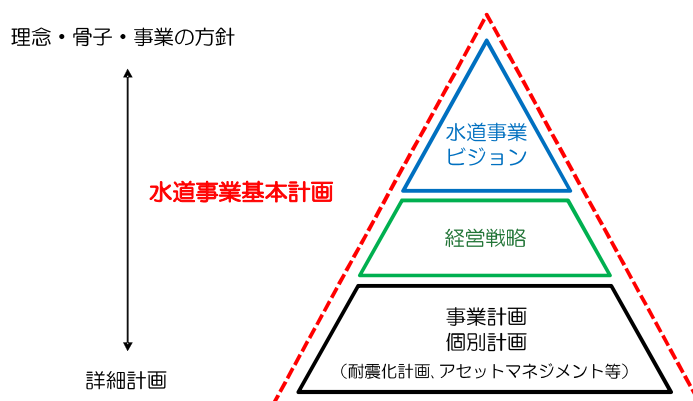 理念・骨子・事業の方針
水道事業
ビジョン
水道事業基本計画
経営戦略
事業計画
個別計画
（耐震化計画、アセットマネジメント等）
詳細計画